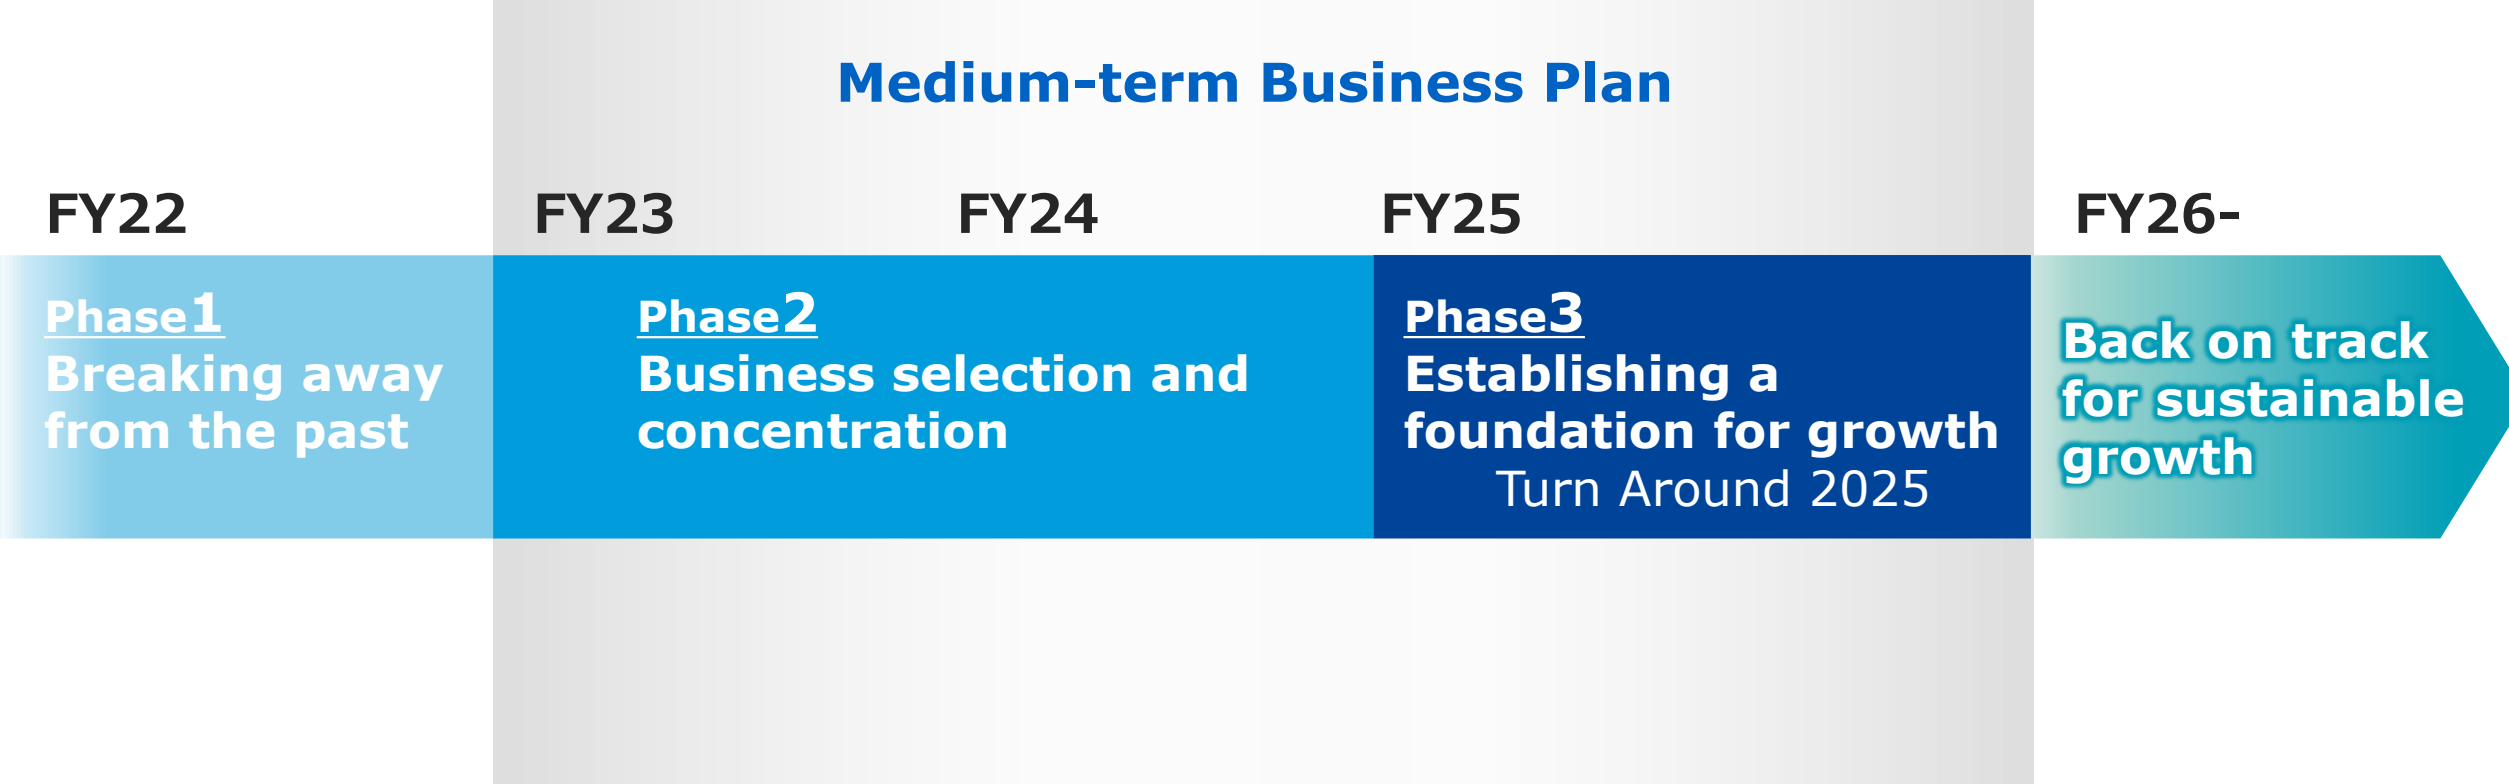 Medium-term Business Plan
FY22
FY23
FY24
FY25
FY26-
Phase1
Breaking away
from the past
Phase2
Business selection and
concentration
Phase3
Establishing a
foundation for growth
Turn Around 2025
Back on track
for sustainable
growth